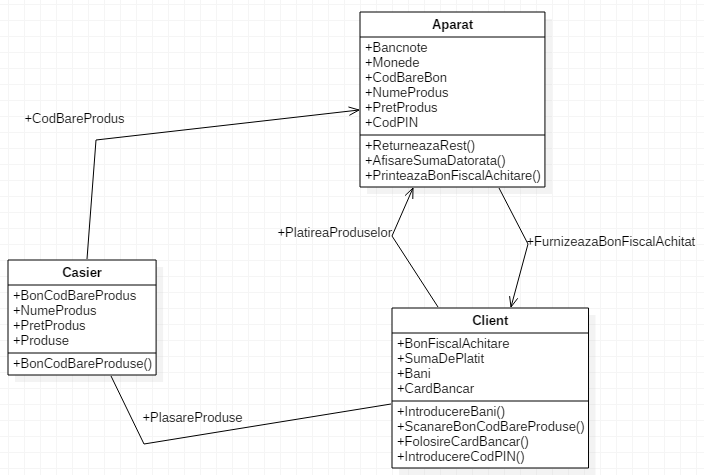 Aparat
+Bancnote
+Monede
+CodBareBon
+NumeProdus
+PretProdus
+CodPIN
+ReturneazaRest()
+AfisareSumaDatorata()
+PrinteazaBonFiscalAchitare()
+CodBareProdus
+PlatireaProduselor
+FurnizeazaBonFiscalAchitat
Casier
+BonCodBareProdus
+NumeProdus
+PretProdus
+Produse
+BonCodBareProduse()
Client
+BonFiscalAchitare
+SumaDePlatit
+Bani
+CardBancar
+IntroducereBani()
+ScanareBonCodBareProduse()
+FolosireCardBancar()
+IntroducereCodPIN()
+PlasareProduse